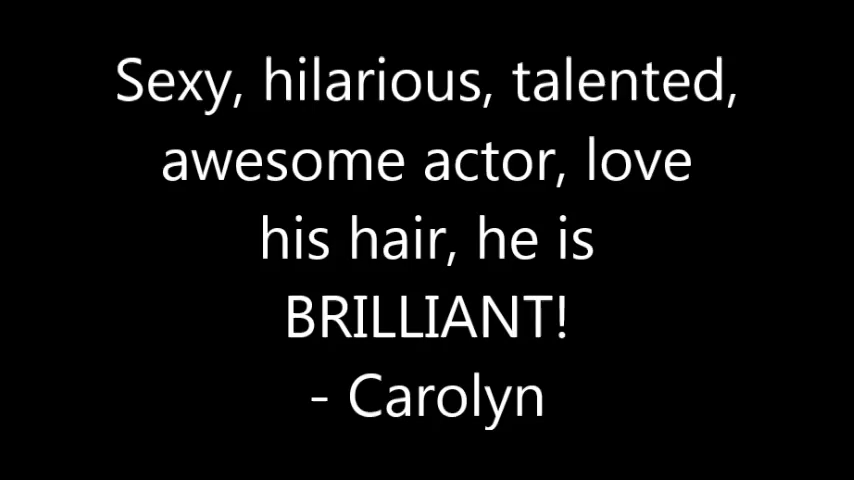 Sexy, hilarious, talented,
awesome actor, love
his hair, he is
BRILLIANT!
- Carolyn